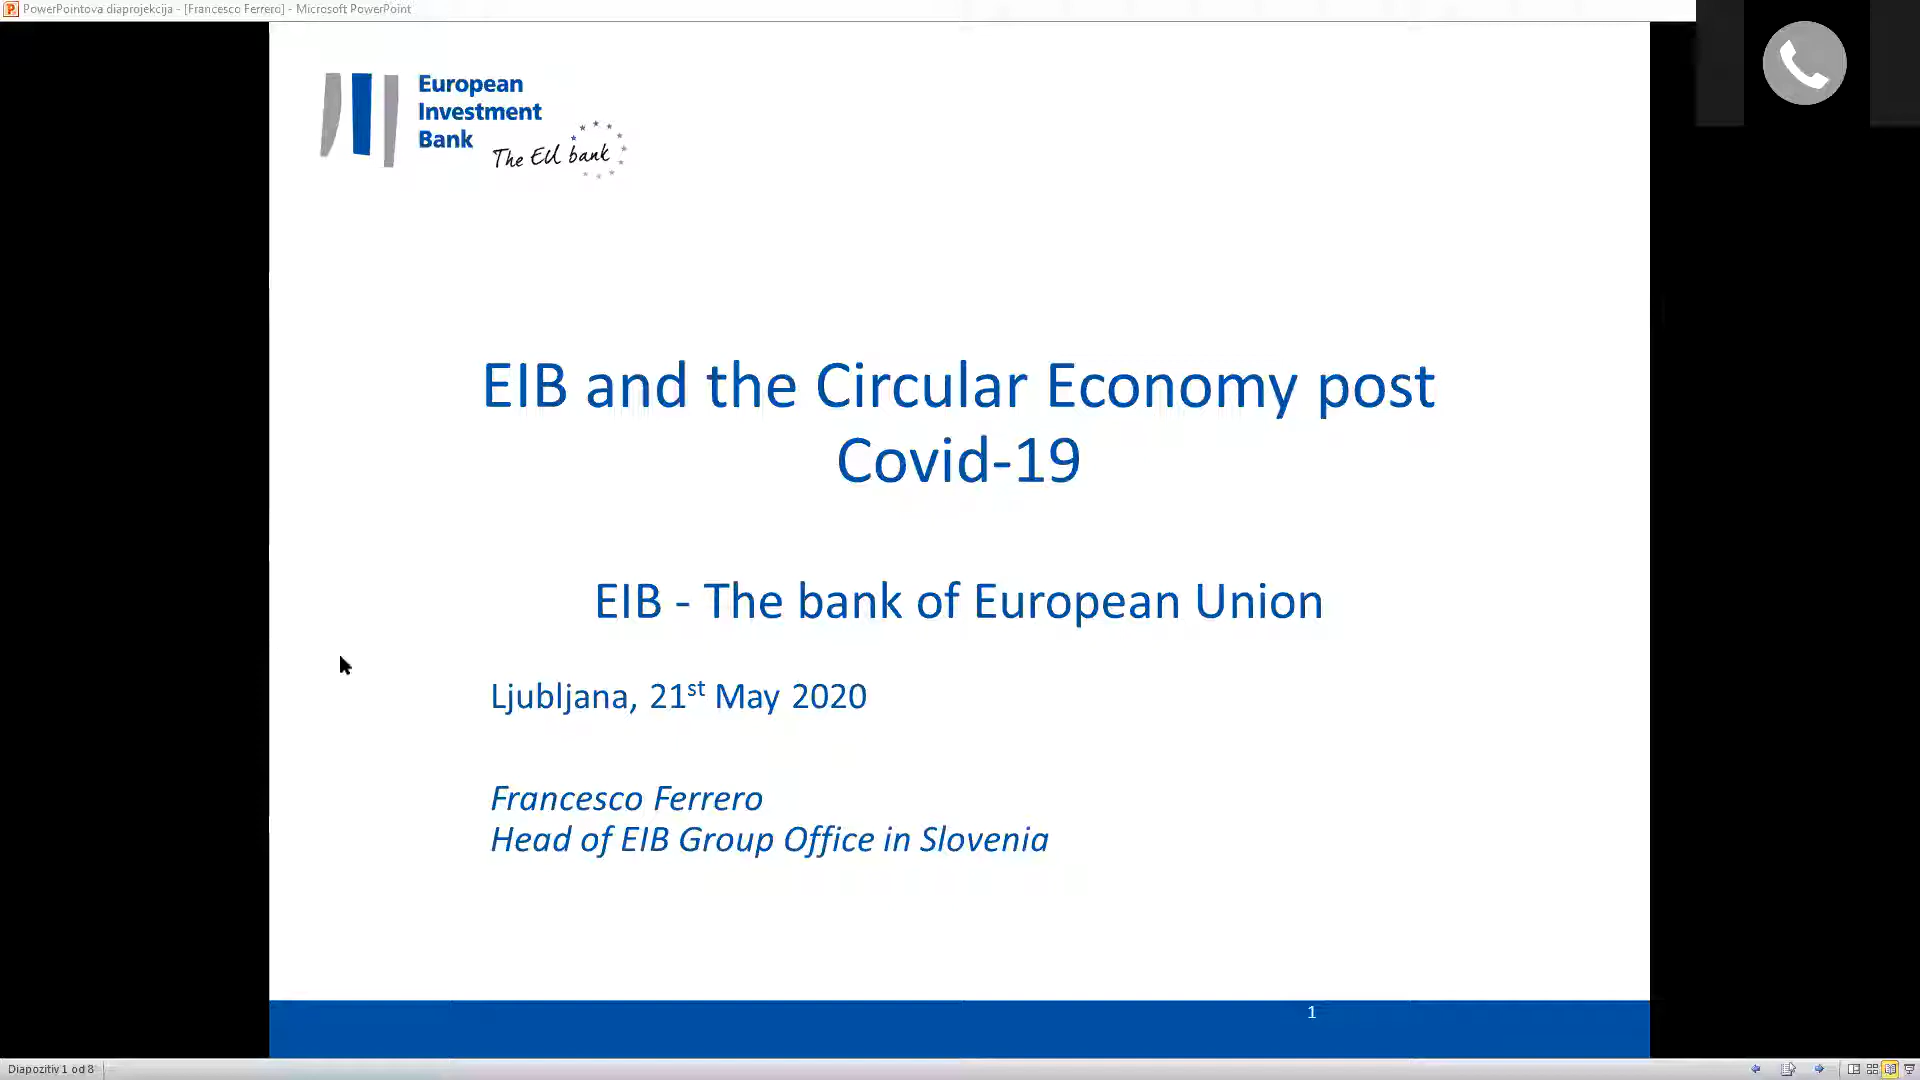 PowerPointova diaprojekcija - [Francesco Ferrero] - Microsoft PowerPoint
European
Investment
Bank
The EU bank
EIB and the Circular Economy post
Covid-19
EIB - The bank of European Union
Ljubljana, 21st May 2020
Francesco Ferrero
Head of EIB Group Office in Slovenia
1
Diapozitiv 1 od 8